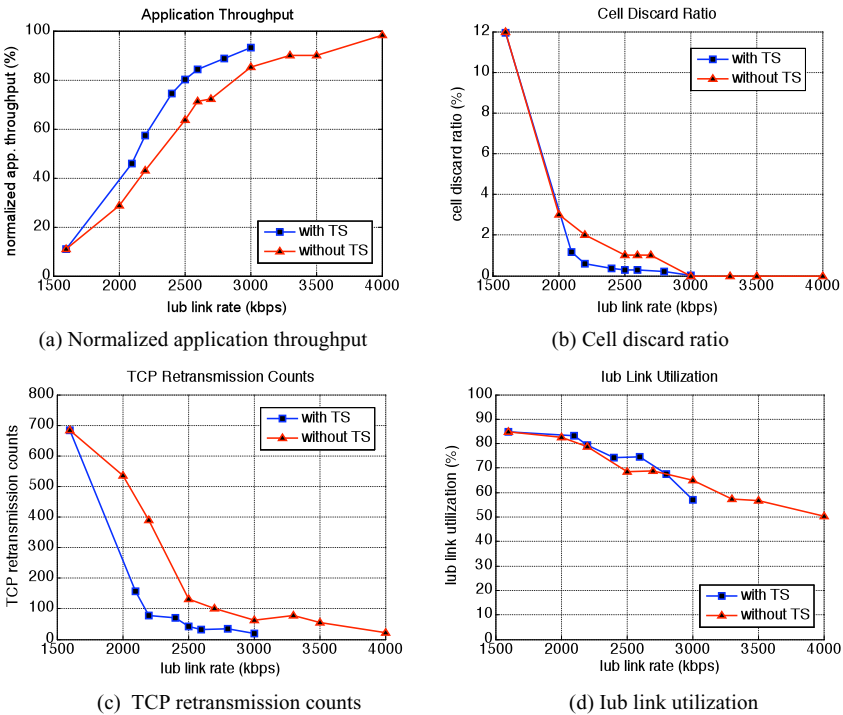 Application Throughput
normalized app. throughput (%)
100
80
60
40
20
0
with TS
without TS
1500 2000 2500 3000 3500 4000
Iub link rate (kbps)
(a) Normalized application throughput
Cell Discard Ratio
cell discard ratio (%)
12
10
8
6
4
2
0
with TS
without TS
1500 2000 2500 3000 3500 4000
Iub link rate (kbps)
(b) Cell discard ratio
TCP Retransmission Counts
TCP retransmission counts
800
700
600
500
400
300
200
100
0
with TS
without TS
1500 2000 2500 3000 3500 4000
Iub link rate (kbps)
(c) TCP retransmission counts
Iub Link Utilization
Iub link utilization (%)
100
90
80
70
60
50
40
30
20
10
0
with TS
without TS
1500 2000 2500 3000 3500 4000
Iub link rate (kbps)
(d) Iub link utilization